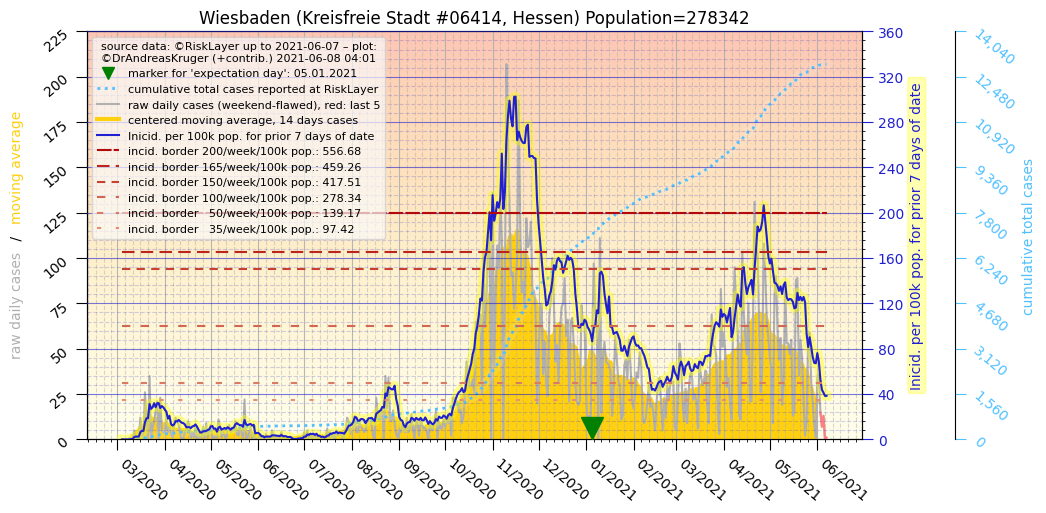 Wiesbaden (Kreisfreie Stadt #06414, Hessen) Population=278342
source data: ©RiskLayer up to 2021-06-07 – plot:
©DrAndreasKruger (+contrib.) 2021-06-08 04:01
marker for 'expectation day': 05.01.2021
cumulative total cases reported at RiskLayer
raw daily cases (weekend-flawed), red: last 5
centered moving average, 14 days cases
Inicid. per 100k pop. for prior 7 days of date
incid. border 200/week/100k pop.: 556.68
incid. border 165/week/100k pop.: 459.26
incid. border 150/week/100k pop.: 417.51
incid. border 100/week/100k pop.: 278.34
incid. border 50/week/100k pop.: 139.17
incid. border 35/week/100k pop.: 97.42
raw daily cases / moving average
225
200
175
150
125
100
75
50
25
0
03/2020
04/2020
05/2020
06/2020
07/2020
08/2020
09/2020
10/2020
11/2020
12/2020
01/2021
02/2021
03/2021
04/2021
05/2021
06/2021
360
320
280
240
200
160
120
80
40
0
Inicid. per 100k pop. for prior 7 days of date
14,040
12,480
10,920
9,360
7,800
6,240
4,680
3,120
1,560
0
cumulative total cases